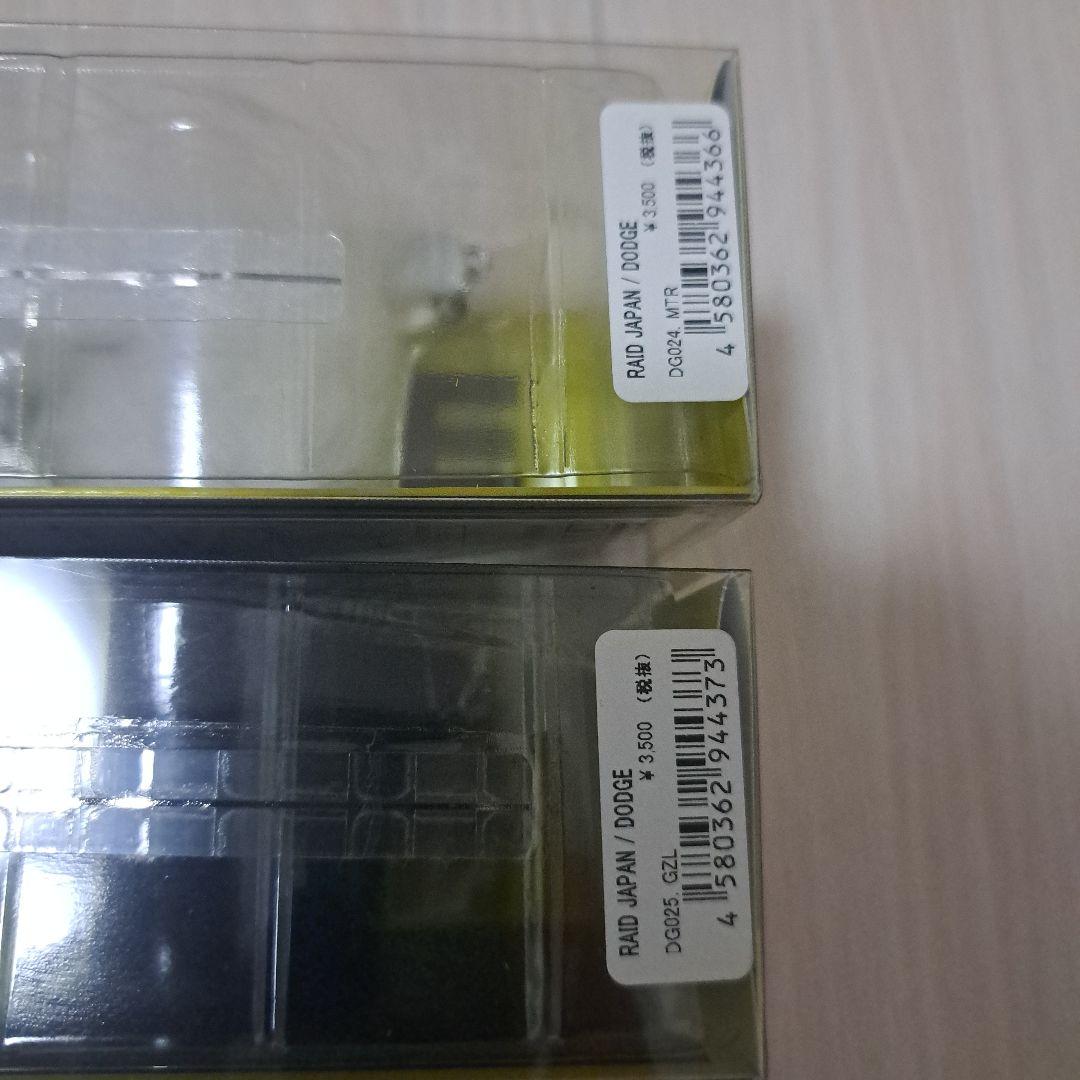 RAID JAPAN / DODGE
¥ 3,500 (税抜)
DG024. MTR
4 580362 944366
E
RAID JAPAN / DODGE
¥ 3,500 (税抜)
DG025. GZL
4 580362 944373